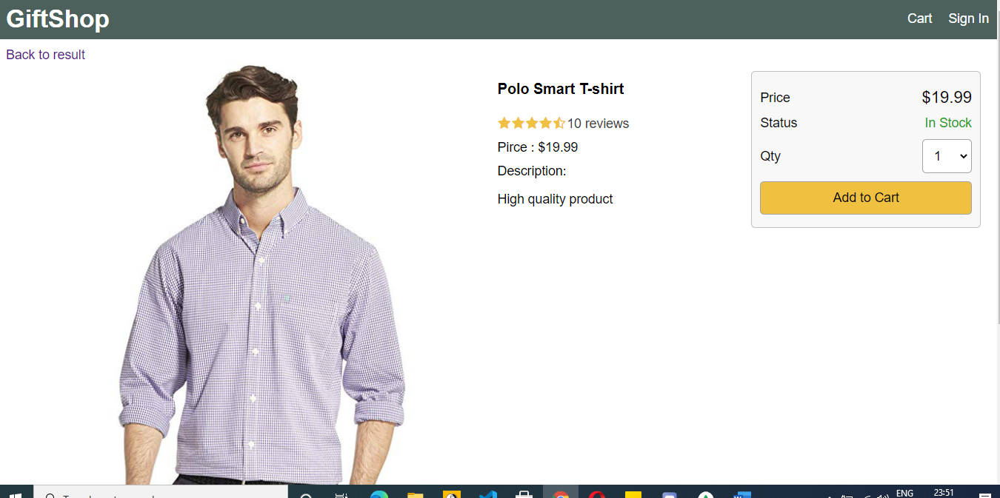 GiftShop
Cart
Sign In
Back to result
Polo Smart T-shirt
10 reviews
Pirce : $19.99
Description:
High quality product
Price
$19.99
Status
In Stock
Qty
1
Add to Cart
ENG
23:51